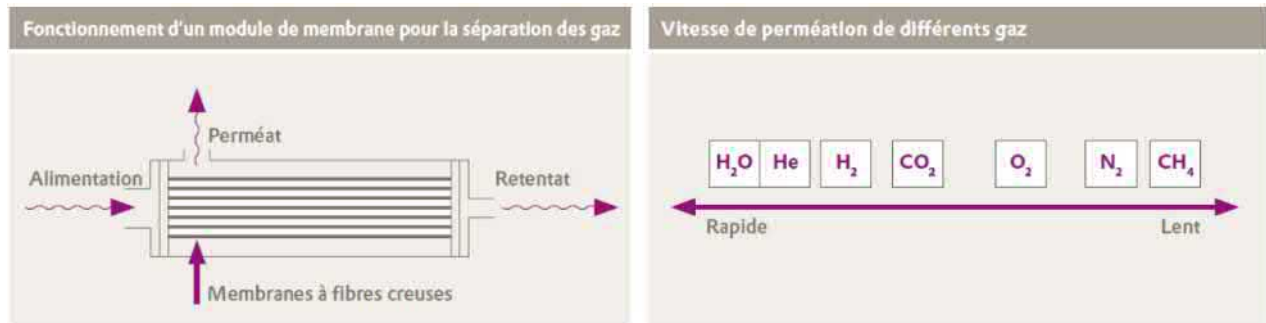 Fonctionnement d'un module de membrane pour la séparation des gaz
Perméat
Alimentation
Retentat
Membranes à fibres creuses
Vitesse de perméation de différents gaz
H₂O He H₂ CO₂ O₂ N₂ CH₄
Rapide Lent